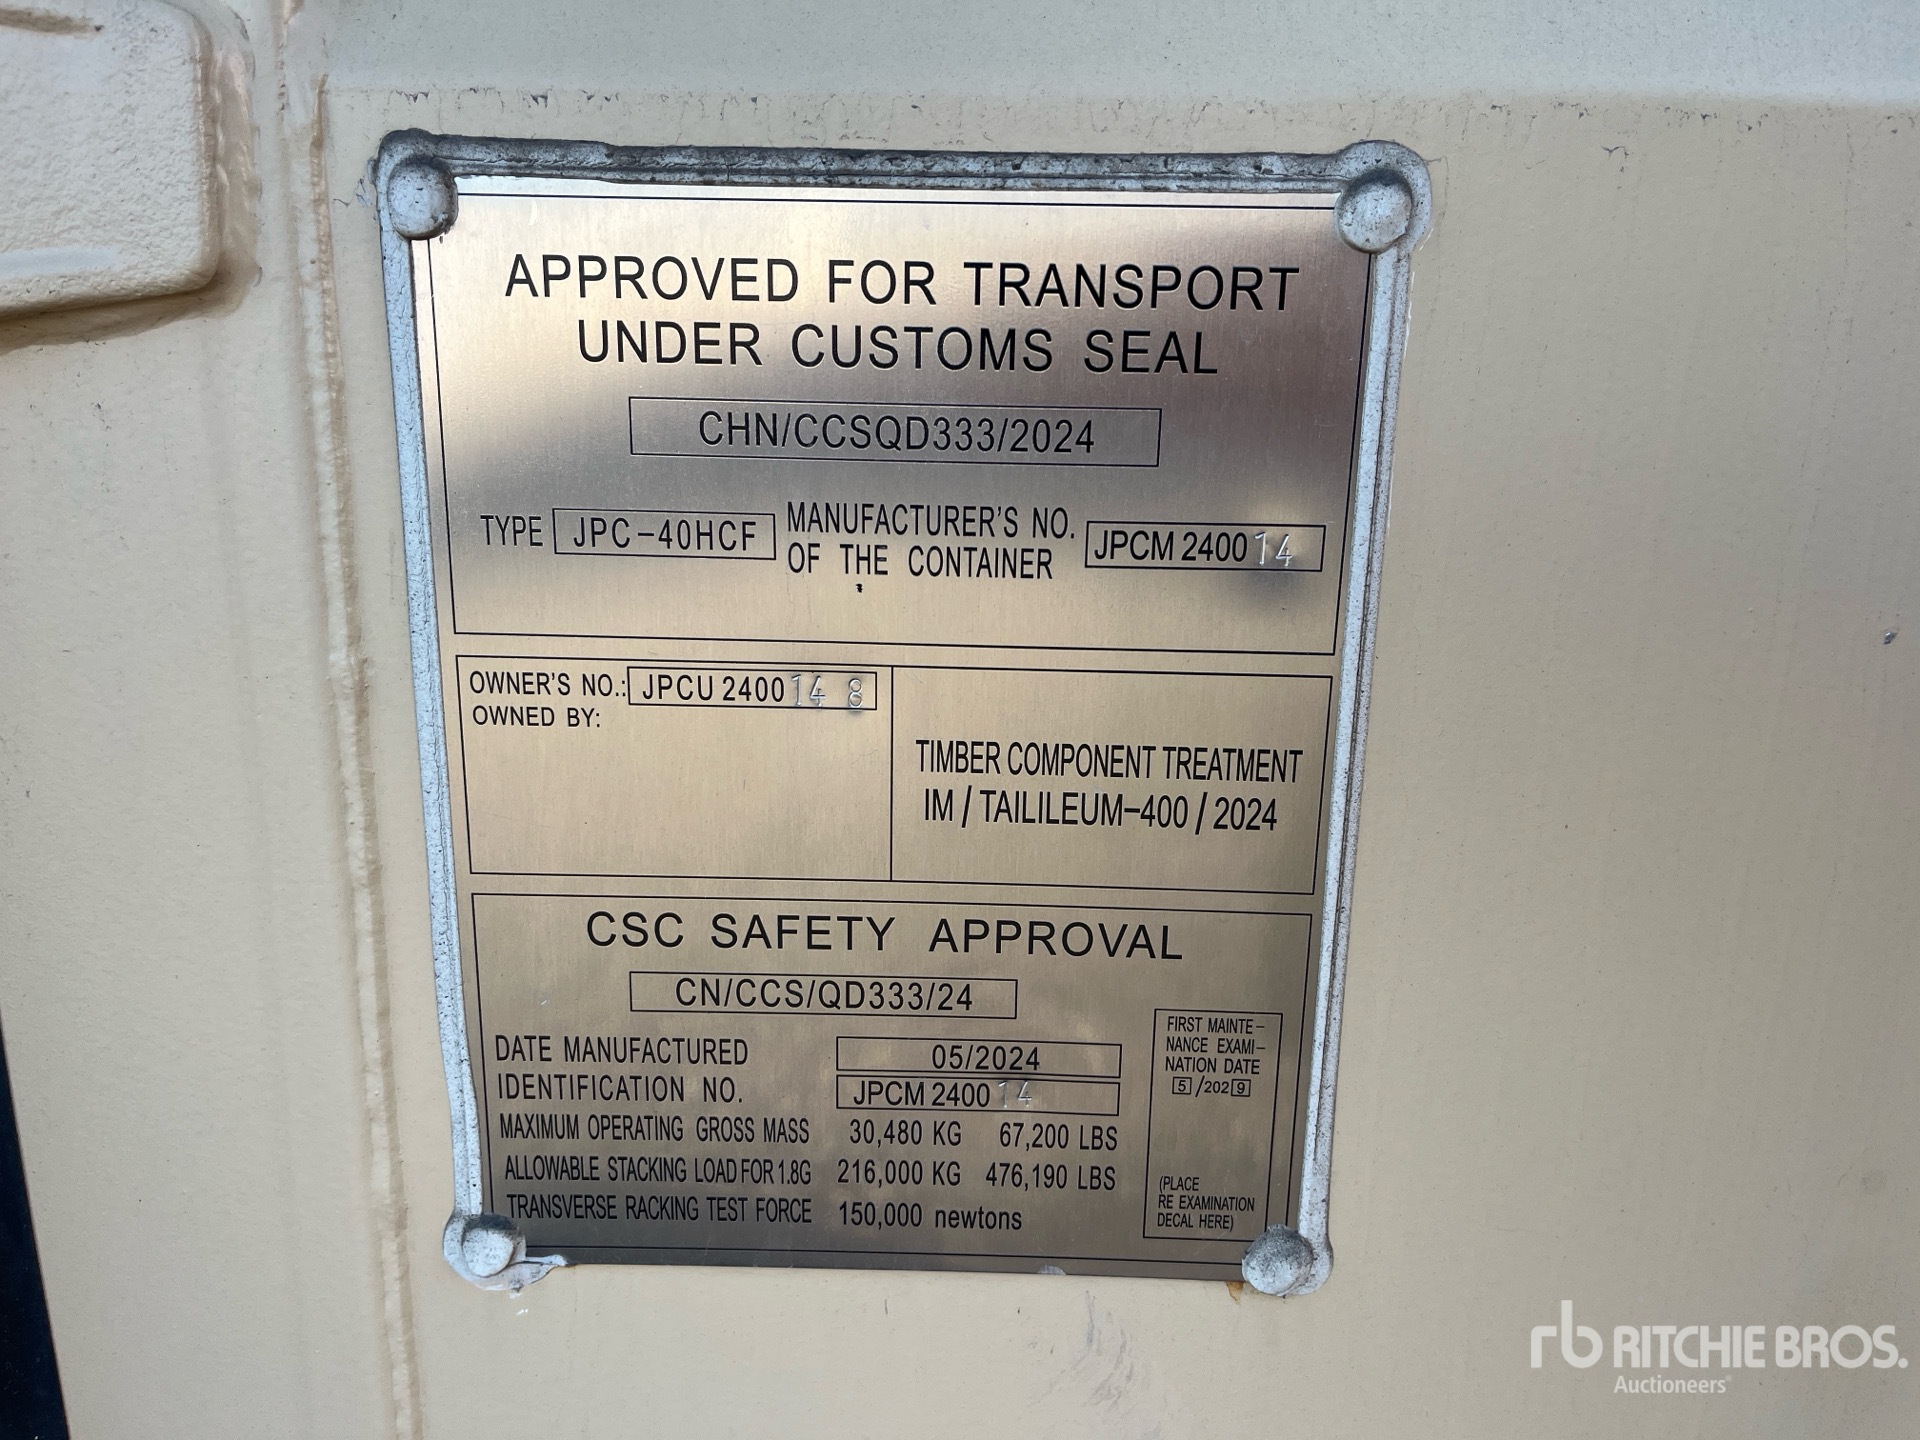 APPROVED FOR TRANSPORT
UNDER CUSTOMS SEAL
CHN/CCSQD333/2024
TYPE JPC-40HCF MANUFACTURER'S NO.
OF THE CONTAINER JPCM 240014
OWNER'S NO.: JPCU 240014 8
OWNED BY:
TIMBER COMPONENT TREATMENT
IM / TAILILEUM-400 / 2024
CSC SAFETY APPROVAL
CN/CCS/QD333/24
DATE MANUFACTURED 05/2024
IDENTIFICATION NO. JPCM 240014
MAXIMUM OPERATING GROSS MASS 30,480 KG 67,200 LBS
ALLOWABLE STACKING LOAD FOR 1.8G 216,000 KG 476,190 LBS
TRANSVERSE RACKING TEST FORCE 150,000 newtons
FIRST MAINTE-
NANCE EXAMI-
NATION DATE
5/2029
(PLACE
RE EXAMINATION
DECAL HERE)
rb RITCHIE BROS.
Auctioneers